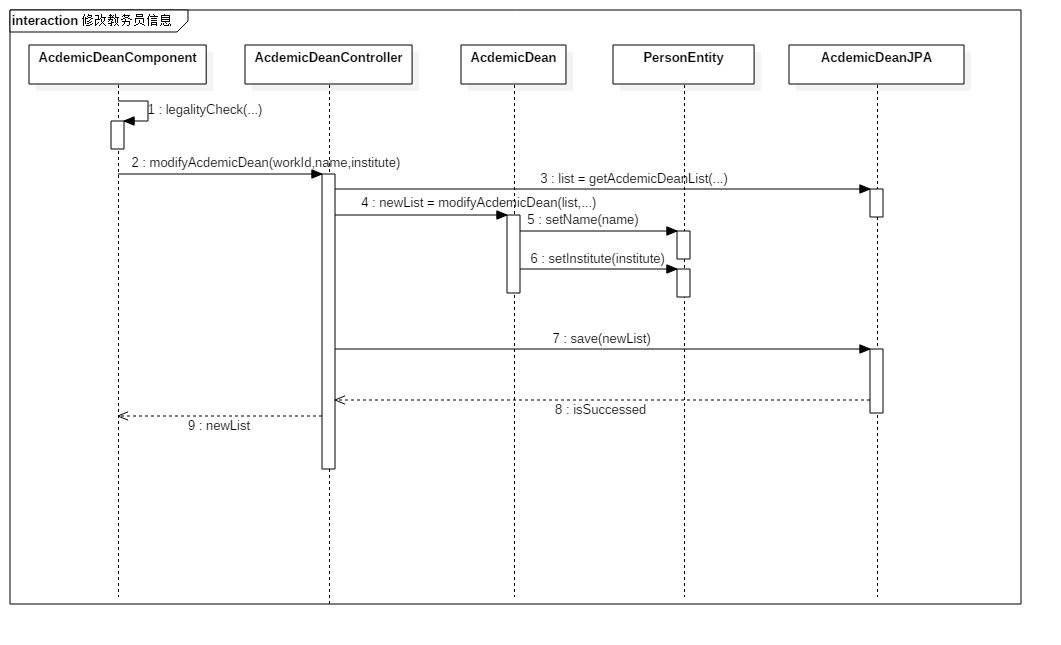 interaction 修改教务员信息
AcdemicDeanComponent
AcdemicDeanController
AcdemicDean
PersonEntity
AcdemicDeanJPA
1 : legalityCheck(...)
2 : modifyAcdemicDean(workId,name,institute)
3 : list = getAcdemicDeanList(...)
4 : newList = modifyAcdemicDean(list,...)
5 : setName(name)
6 : setInstitute(institute)
7 : save(newList)
8 : isSuccessed
9 : newList